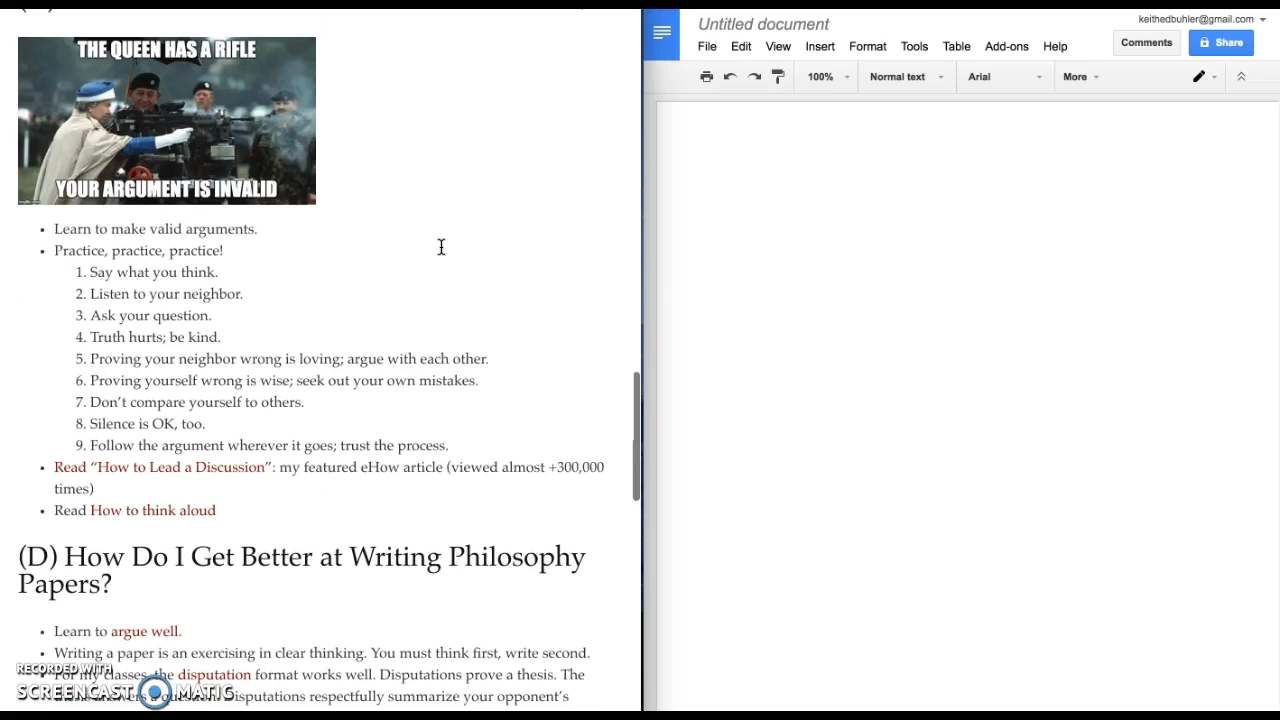 THE QUEEN HAS A RIFLE
YOUR ARGUMENT IS INVALID
• Learn to make valid arguments.
• Practice, practice, practice!
1. Say what you think.
2. Listen to your neighbor.
3. Ask your question.
4. Truth hurts; be kind.
5. Proving your neighbor wrong is loving; argue with each other.
6. Proving yourself wrong is wise; seek out your own mistakes.
7. Don’t compare yourself to others.
8. Silence is OK, too.
9. Follow the argument wherever it goes; trust the process.
• Read “How to Lead a Discussion”: my featured eHow article (viewed almost +300,000
times)
• Read How to think aloud
(D) How Do I Get Better at Writing Philosophy
Papers?
• Learn to argue well.
• Writing a paper is an exercising in clear thinking. You must think first, write second.
• For my classes, the disputation format works well. Disputations prove a thesis. The
answers a question. Disputations respectfully summarize your opponent’s
RECORDED WITH
SCREENCAST MATIC
Untitled document
keithedbuhler@gmail.com
File Edit View Insert Format Tools Table Add-ons Help
Comments
Share
100% Normal text Arial More